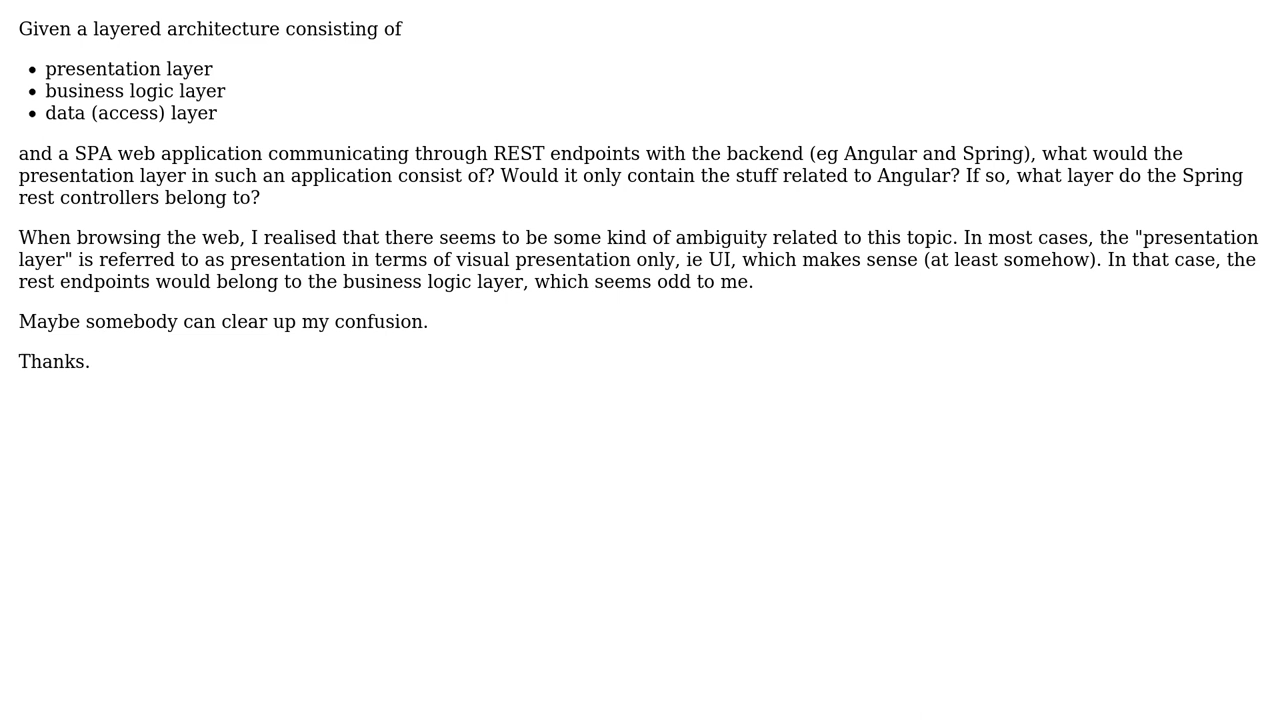 Given a layered architecture consisting of
• presentation layer
• business logic layer
• data (access) layer
and a SPA web application communicating through REST endpoints with the backend (eg Angular and Spring), what would the
presentation layer in such an application consist of? Would it only contain the stuff related to Angular? If so, what layer do the Spring
rest controllers belong to?
When browsing the web, I realised that there seems to be some kind of ambiguity related to this topic. In most cases, the "presentation
layer" is referred to as presentation in terms of visual presentation only, ie UI, which makes sense (at least somehow). In that case, the
rest endpoints would belong to the business logic layer, which seems odd to me.
Maybe somebody can clear up my confusion.
Thanks.